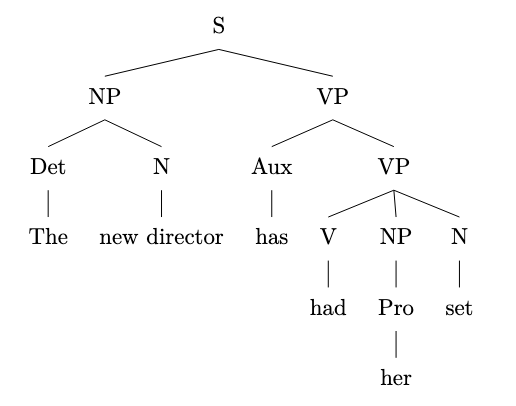 S
NP VP
Det N Aux VP
The new director has V NP N
had Pro set
her